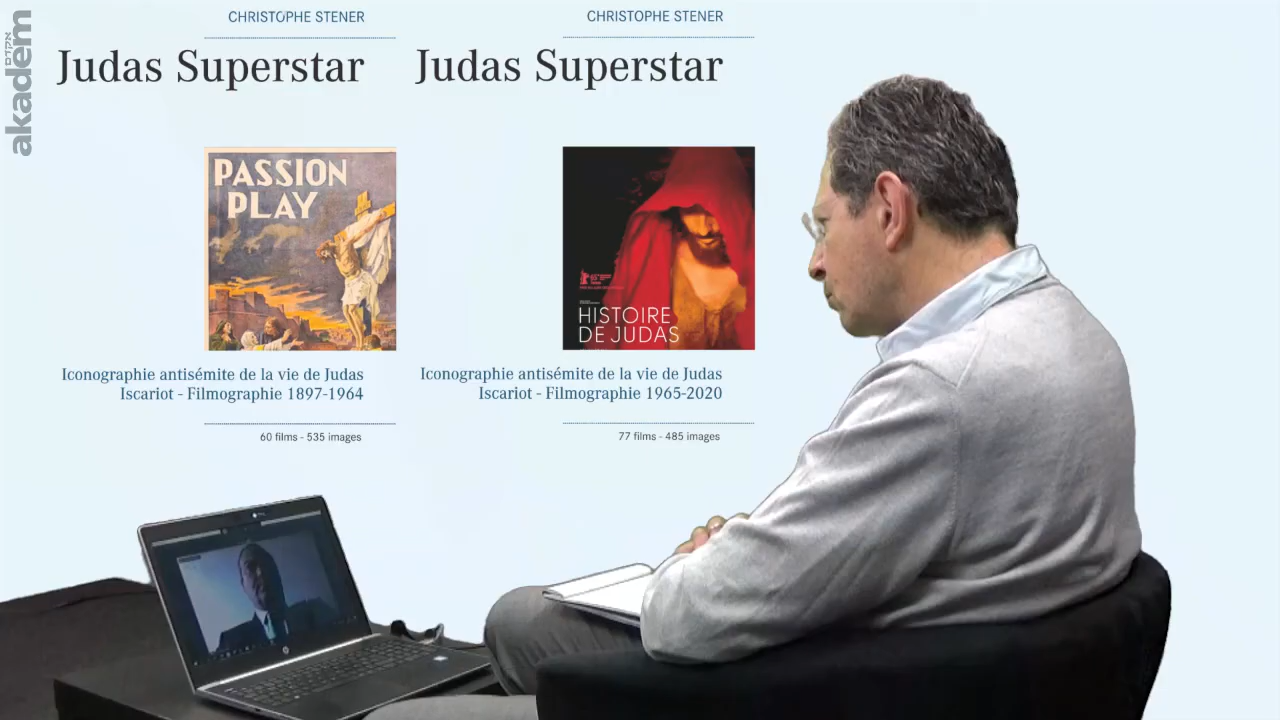 akadem
אקדם
CHRISTOPHE STENER
Judas Superstar
PASSION
PLAY
Iconographie antisémite de la vie de Judas
Iscariot - Filmographie 1897-1964
60 films - 535 images
CHRISTOPHE STENER
Judas Superstar
HISTOIRE
DE JUDAS
Iconographie antisémite de la vie de Judas
Iscariot - Filmographie 1965-2020
77 films - 485 images
hp